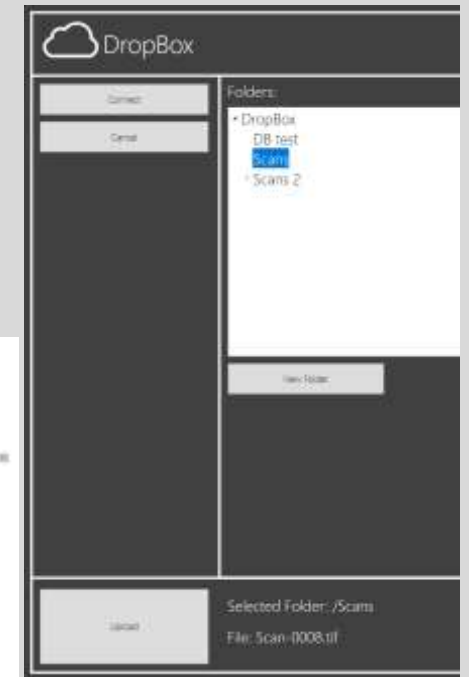 DropBox
Connect
Cancel
Folders:
DropBox
DB test
Scans
Scans 2
New Folder
Upload
Selected Folder: /Scans
File: Scan-0008.tif